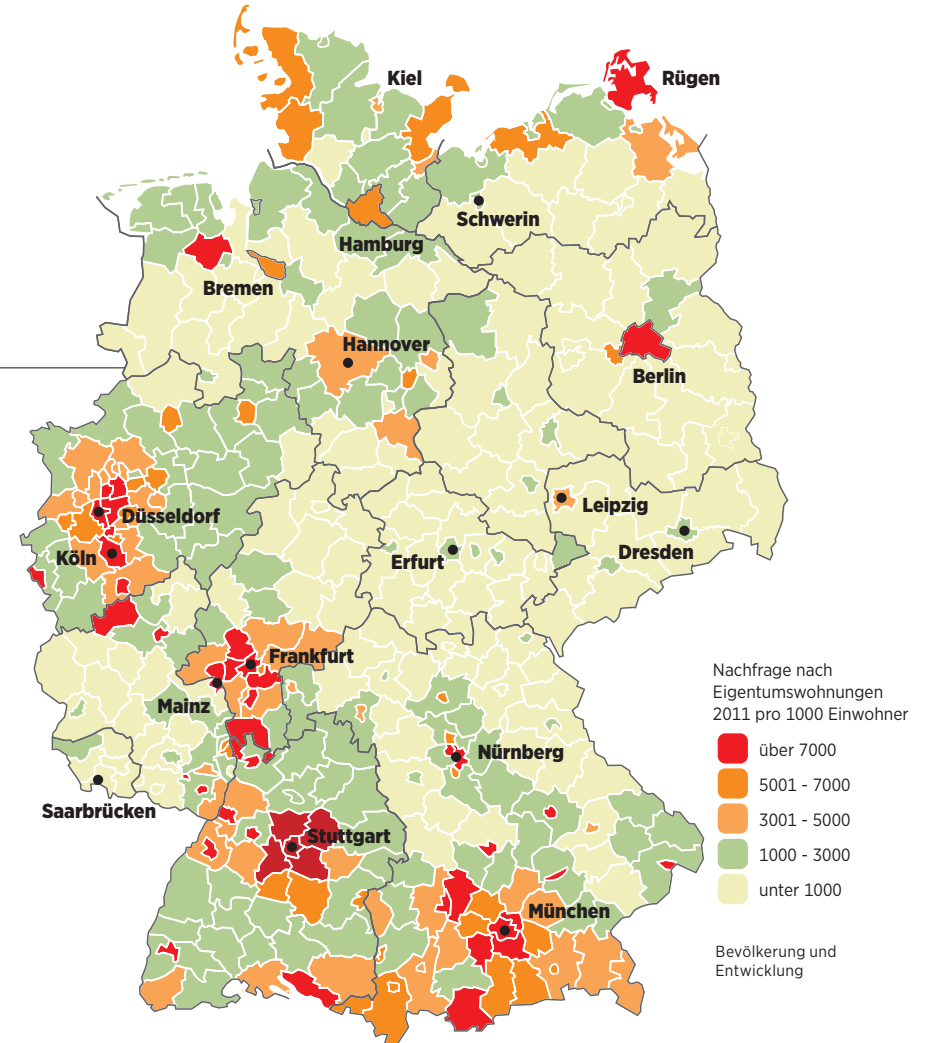 Kiel
Rügen
Schwerin
Hamburg
Bremen
Hannover
Berlin
Leipzig
Düsseldorf
Dresden
Köln
Erfurt
Frankfurt
Mainz
Nürnberg
Saarbrücken
Stuttgart
München
Nachfrage nach
Eigentumswohnungen
2011 pro 1000 Einwohner
über 7000
5001 - 7000
3001 - 5000
1000 - 3000
unter 1000
Bevölkerung und
Entwicklung